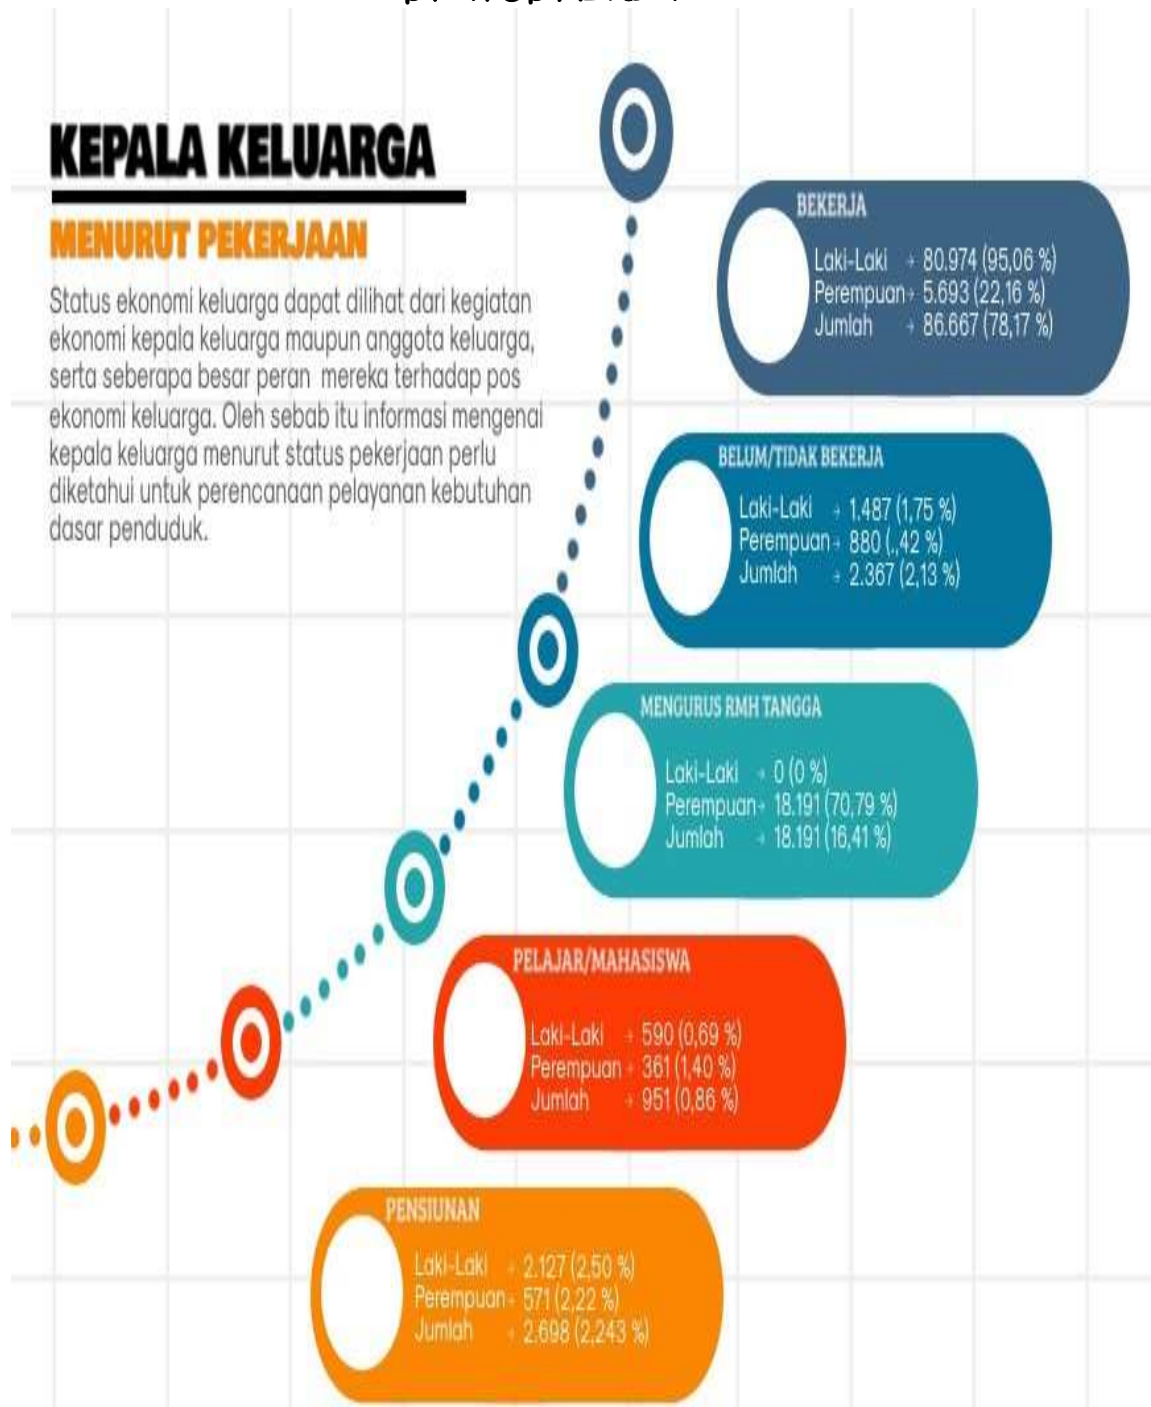 KEPALA KELUARGA
MENURUT PEKERJAAN
Status ekonomi keluarga dapat dilihat dari kegiatan
ekonomi kepala keluarga maupun anggota keluarga,
serta seberapa besar peran mereka terhadap pos
ekonomi keluarga. Oleh sebab itu informasi mengenai
kepala keluarga menurut status pekerjaan perlu
diketahui untuk perencanaan pelayanan kebutuhan
dasar penduduk.
BEKERJA
Laki-Laki → 80.974 (95,06 %)
Perempuan → 5.693 (22,16 %)
Jumlah → 86.667 (78,17 %)
BELUM/TIDAK BEKERJA
Laki-Laki → 1.487 (1,75 %)
Perempuan → 880 (.,42 %)
Jumlah → 2.367 (2,13 %)
MENGURUS RMH TANGGA
Laki-Laki → 0 (0 %)
Perempuan → 18.191 (70,79 %)
Jumlah → 18.191 (16,41 %)
PELAJAR/MAHASISWA
Laki-Laki → 590 (0,69 %)
Perempuan → 361 (1,40 %)
Jumlah → 951 (0,86 %)
PENSIUNAN
Laki-Laki → 2.127 (2,50 %)
Perempuan → 571 (2,22 %)
Jumlah → 2.698 (2,243 %)